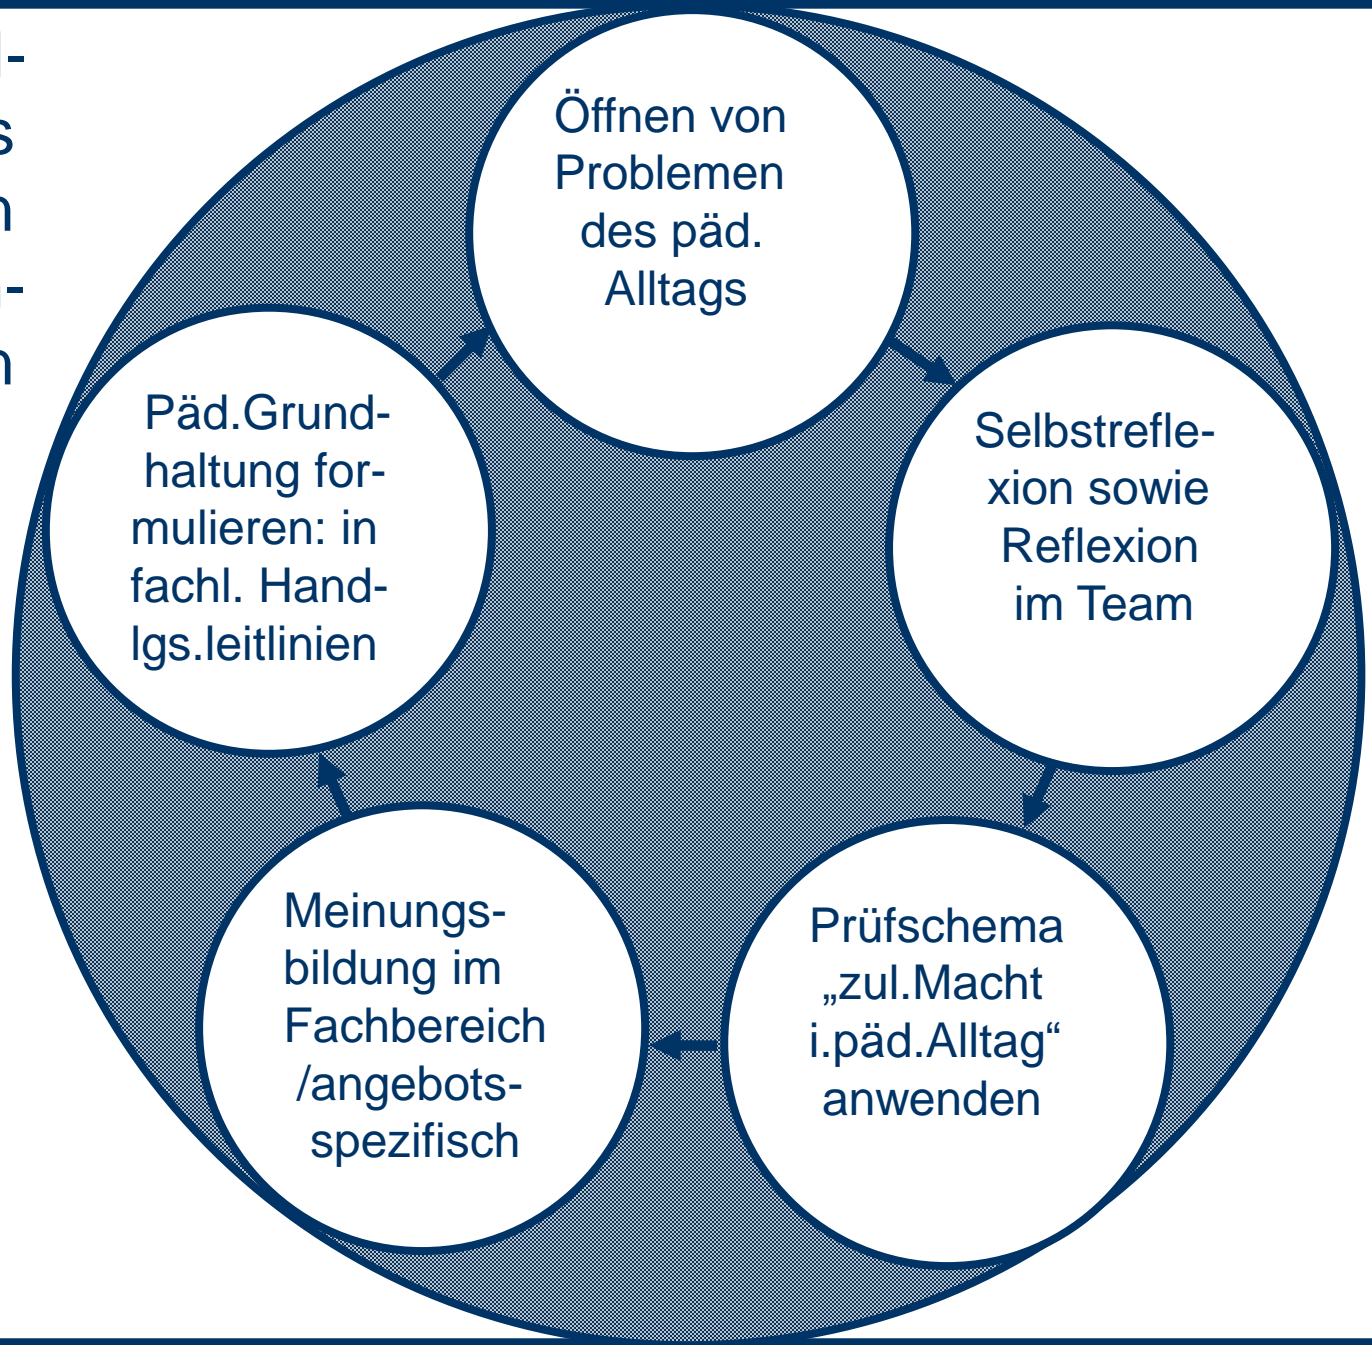 Öffnen von
Problemen
des päd.
Alltags
Selbstrefle-
xion sowie
Reflexion
im Team
Prüfschema
„zul.Macht
i.päd.Alltag“
anwenden
Meinungs-
bildung im
Fachbereich
/angebots-
spezifisch
Päd.Grund-
haltung for-
mulieren: in
fachl. Hand-
lgs.leitlinien